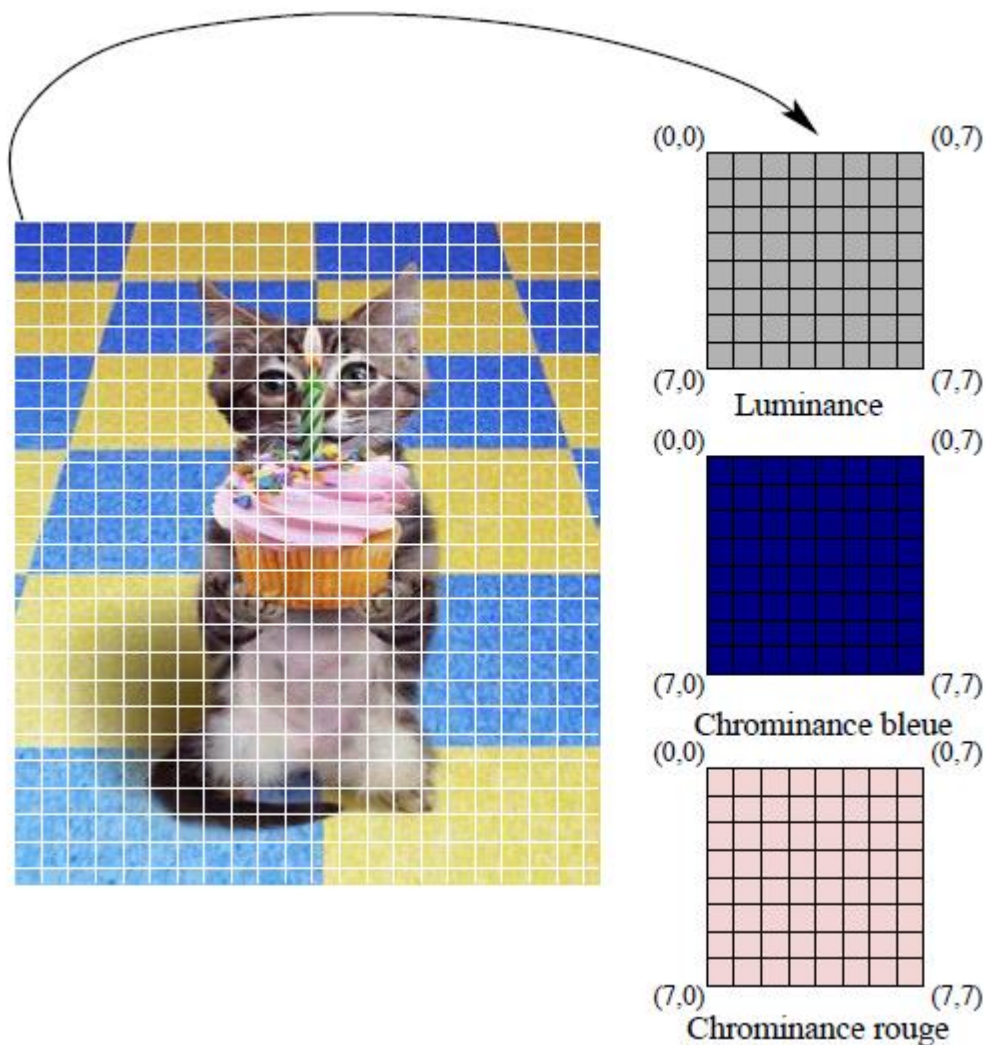 (0,0) (0,7)
(7,0) (7,7)
Luminance
(0,0) (0,7)
(7,0) (7,7)
Chrominance bleue
(0,0) (0,7)
(7,0) (7,7)
Chrominance rouge